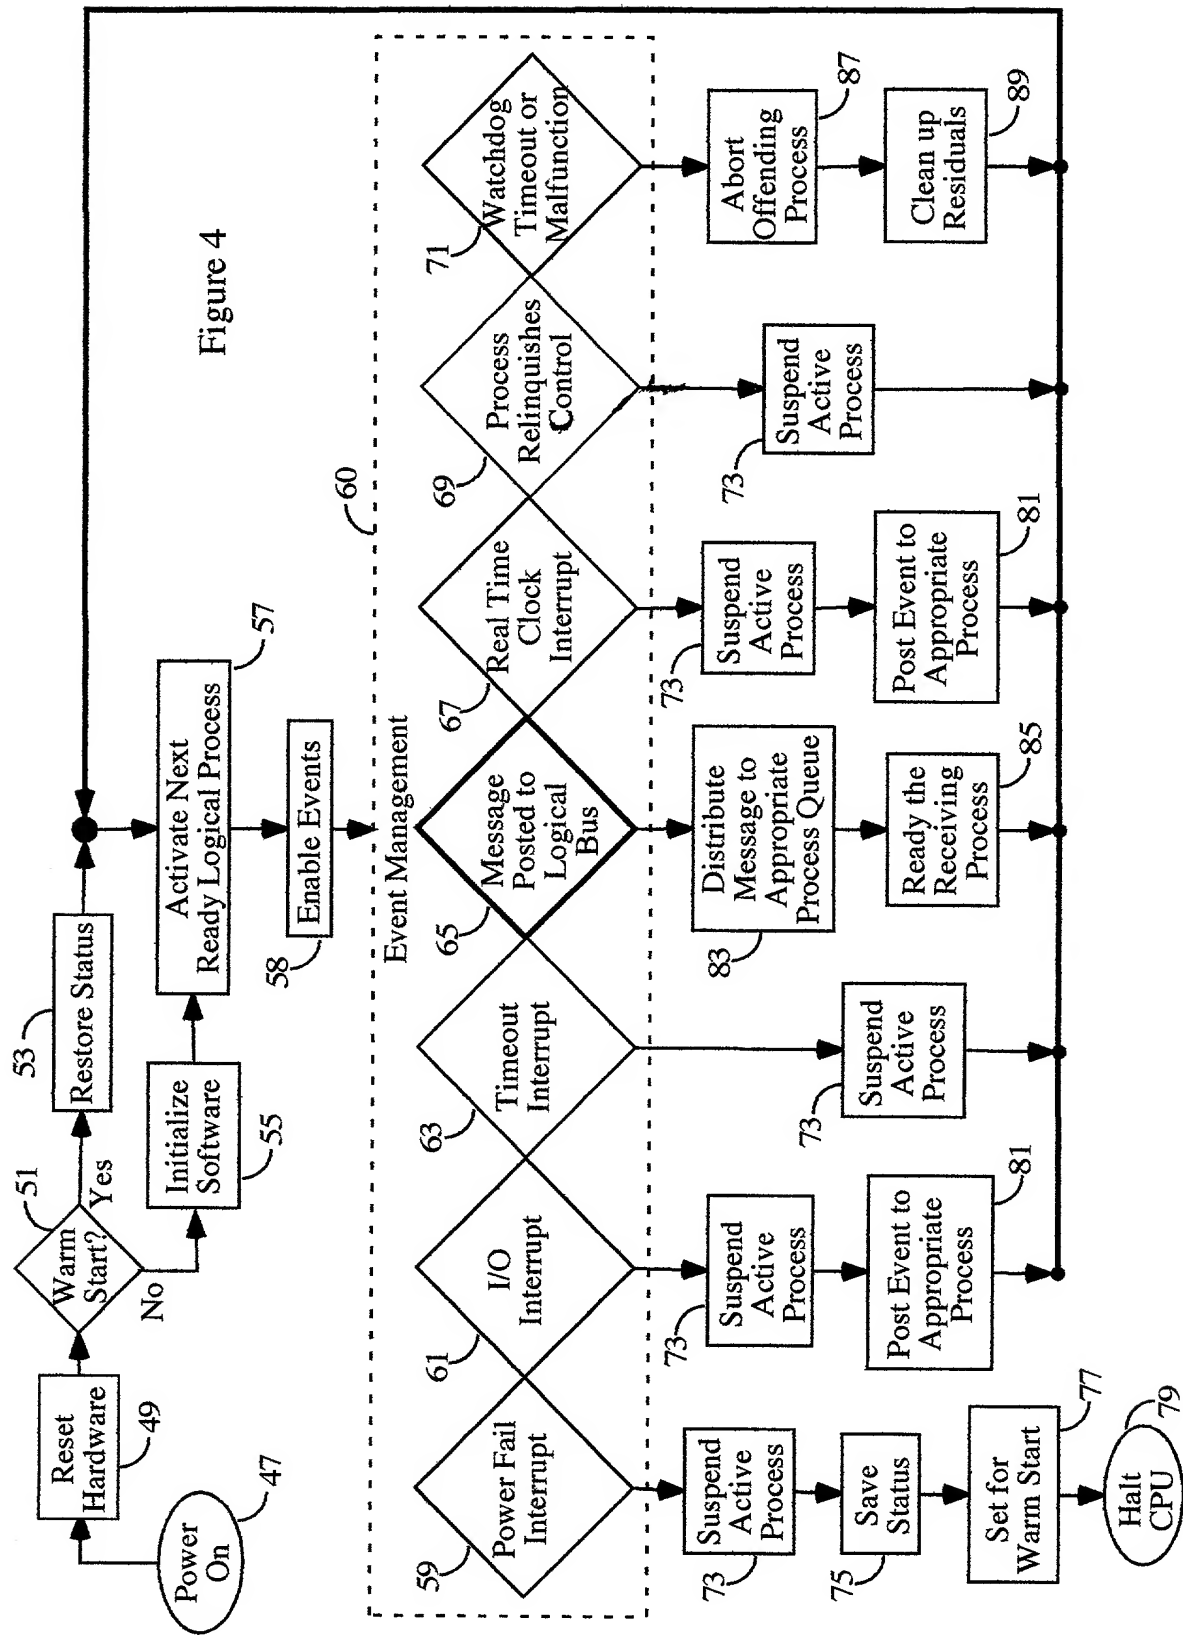 Figure 4
Power
On
47
Reset
Hardware
49
Warm
Start?
51
Yes
No
Restore Status
53
Initialize
Software
55
Activate Next
Ready Logical Process
57
Enable Events
58
Event Management
60
Power Fail
Interrupt
59
I/O
Interrupt
61
Timeout
Interrupt
63
Message
Posted to
Logical
Bus
65
Real Time
Clock
Interrupt
67
Process
Relinquishes
Control
69
Watchdog
Timeout or
Malfunction
71
Suspend
Active
Process
73
Save
Status
75
Set for
Warm Start
77
Halt
CPU
79
Suspend
Active
Process
73
Post Event to
Appropriate
Process
81
Suspend
Active
Process
73
Distribute
Message to
Appropriate
Process Queue
83
Ready the
Receiving
Process
85
Suspend
Active
Process
73
Post Event to
Appropriate
Process
81
Suspend
Active
Process
73
Abort
Offending
Process
87
Clean up
Residuals
89